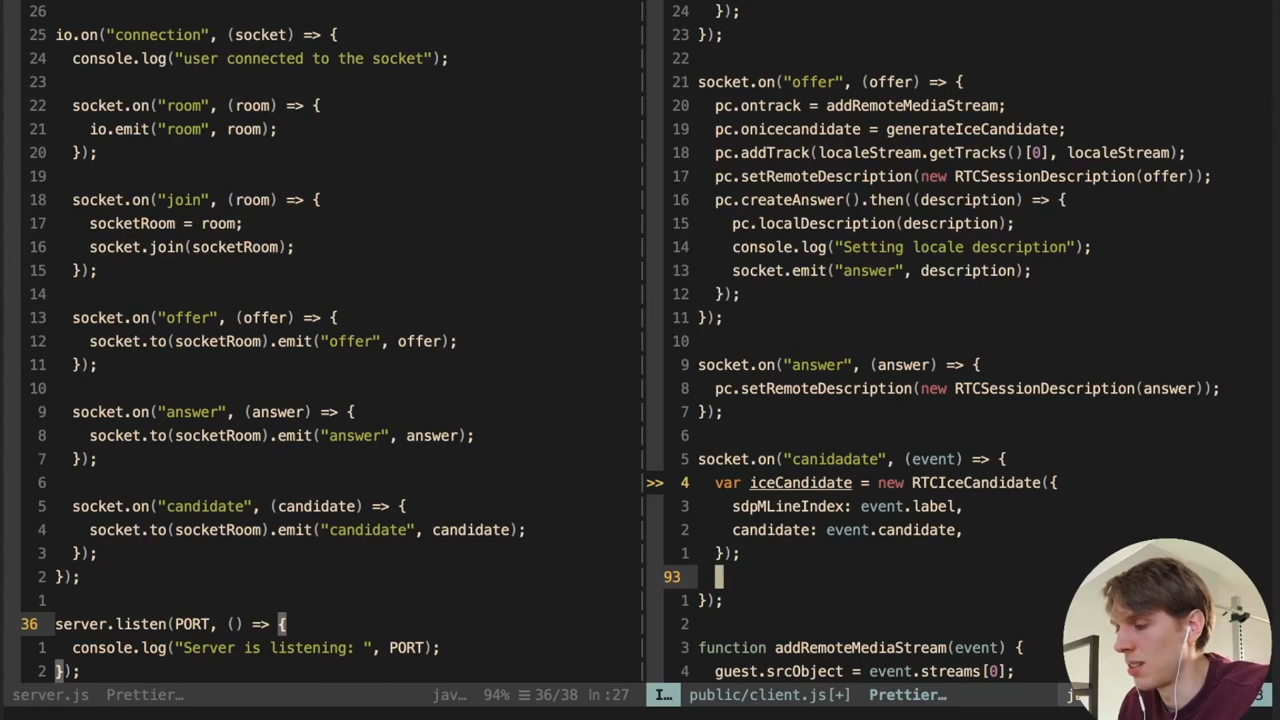 26
25 io.on("connection", (socket) => {
24 console.log("user connected to the socket");
23
22 socket.on("room", (room) => {
21 io.emit("room", room);
20 });
19
18 socket.on("join", (room) => {
17 socketRoom = room;
16 socket.join(socketRoom);
15 });
14
13 socket.on("offer", (offer) => {
12 socket.to(socketRoom).emit("offer", offer);
11 });
10
9 socket.on("answer", (answer) => {
8 socket.to(socketRoom).emit("answer", answer);
7 });
6
5 socket.on("candidate", (candidate) => {
4 socket.to(socketRoom).emit("candidate", candidate);
3 });
2 });
1
36 server.listen(PORT, () => {
1 console.log("Server is listening: ", PORT);
2 });
server.js Prettier… jav… 94% ☰ 36/38 ㏑:27
24 });
23 });
22
21 socket.on("offer", (offer) => {
20 pc.ontrack = addRemoteMediaStream;
19 pc.onicecandidate = generateIceCandidate;
18 pc.addTrack(localeStream.getTracks()[0], localeStream);
17 pc.setRemoteDescription(new RTCSessionDescription(offer));
16 pc.createAnswer().then((description) => {
15 pc.localDescription(description);
14 console.log("Setting locale description");
13 socket.emit("answer", description);
12 });
11 });
10
9 socket.on("answer", (answer) => {
8 pc.setRemoteDescription(new RTCSessionDescription(answer));
7 });
6
5 socket.on("canidadate", (event) => {
>> 4 var iceCandidate = new RTCIceCandidate({
3 sdpMLineIndex: event.label,
2 candidate: event.candidate,
1 });
93
1 });
2
3 function addRemoteMediaStream(event) {
4 guest.srcObject = event.streams[0];
I… public/client.js[+] Prettier…